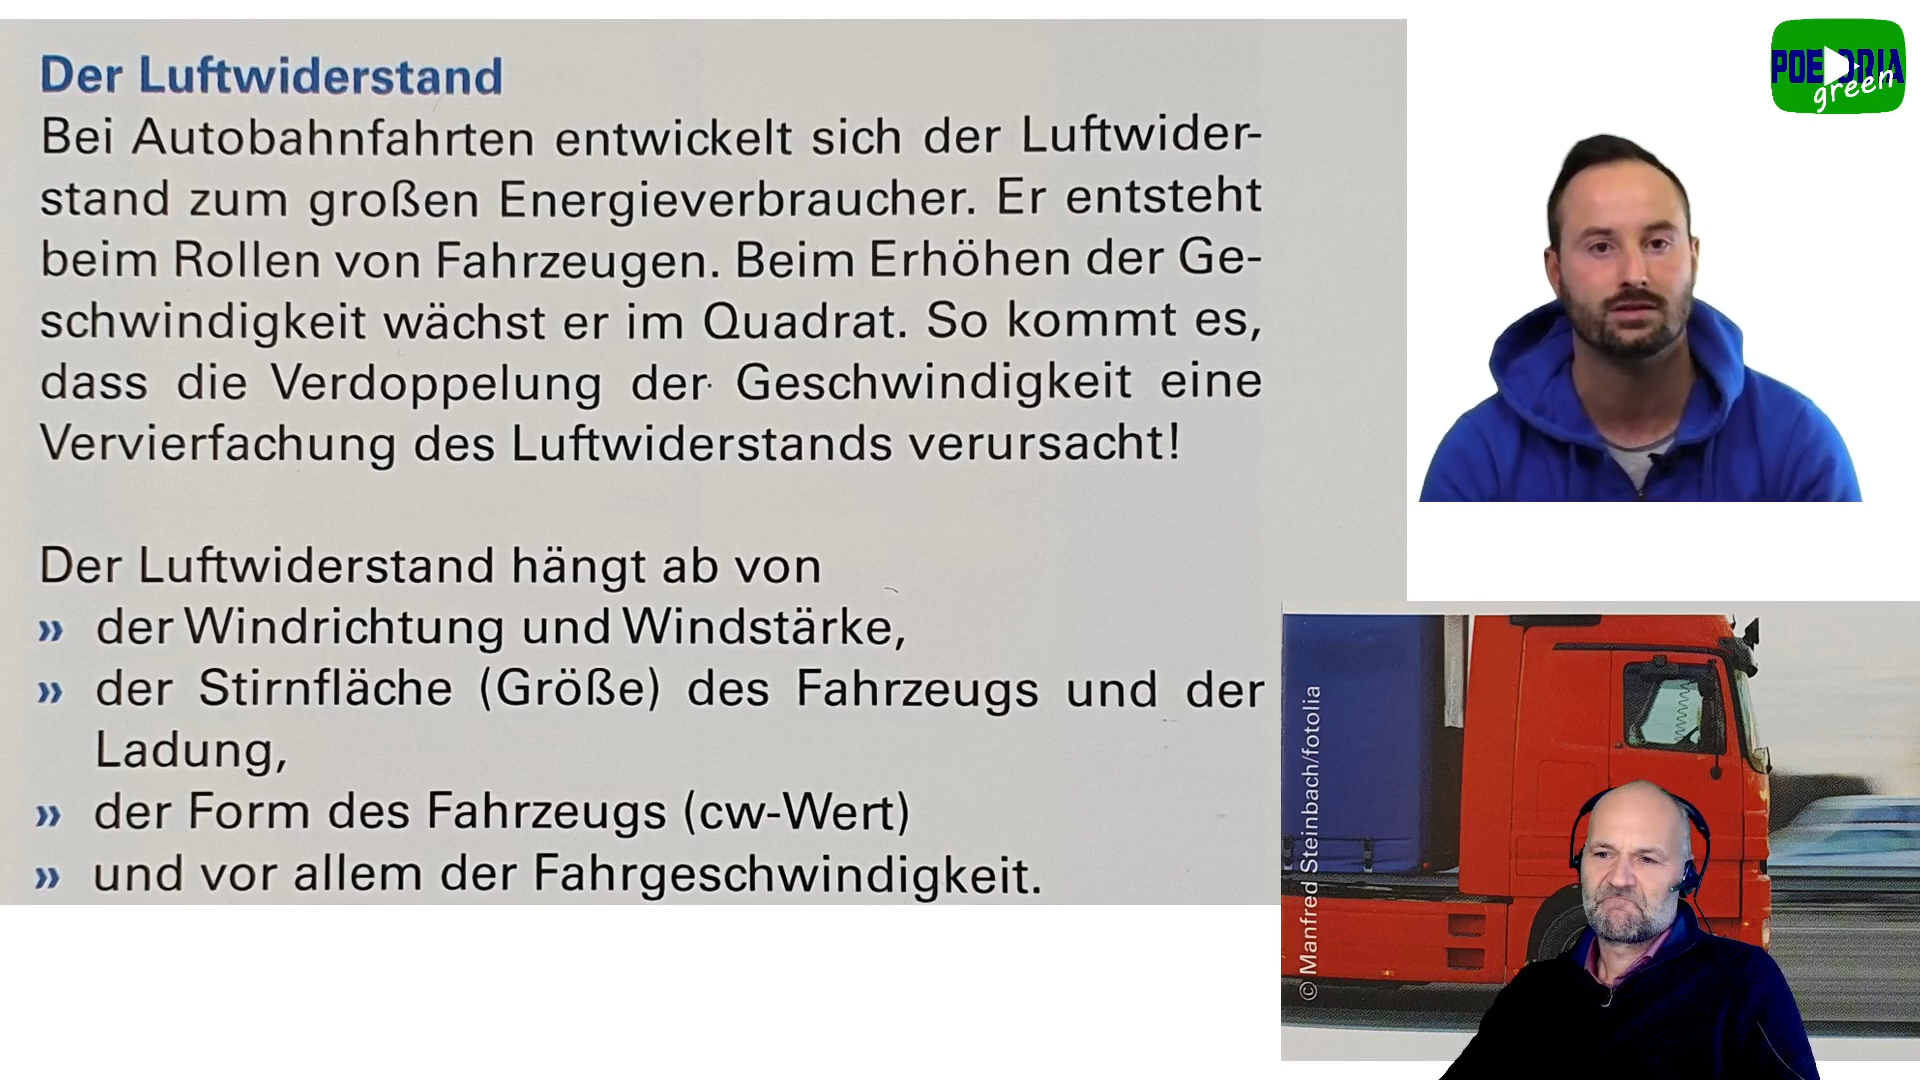 Der Luftwiderstand
Bei Autobahnfahrten entwickelt sich der Luftwider-
stand zum großen Energieverbraucher. Er entsteht
beim Rollen von Fahrzeugen. Beim Erhöhen der Ge-
schwindigkeit wächst er im Quadrat. So kommt es,
dass die Verdoppelung der Geschwindigkeit eine
Vervierfachung des Luftwiderstands verursacht!
Der Luftwiderstand hängt ab von
» der Windrichtung und Windstärke,
» der Stirnfläche (Größe) des Fahrzeugs und der
Ladung,
» der Form des Fahrzeugs (cw-Wert)
» und vor allem der Fahrgeschwindigkeit.
green
© Manfred Steinbach/fotolia